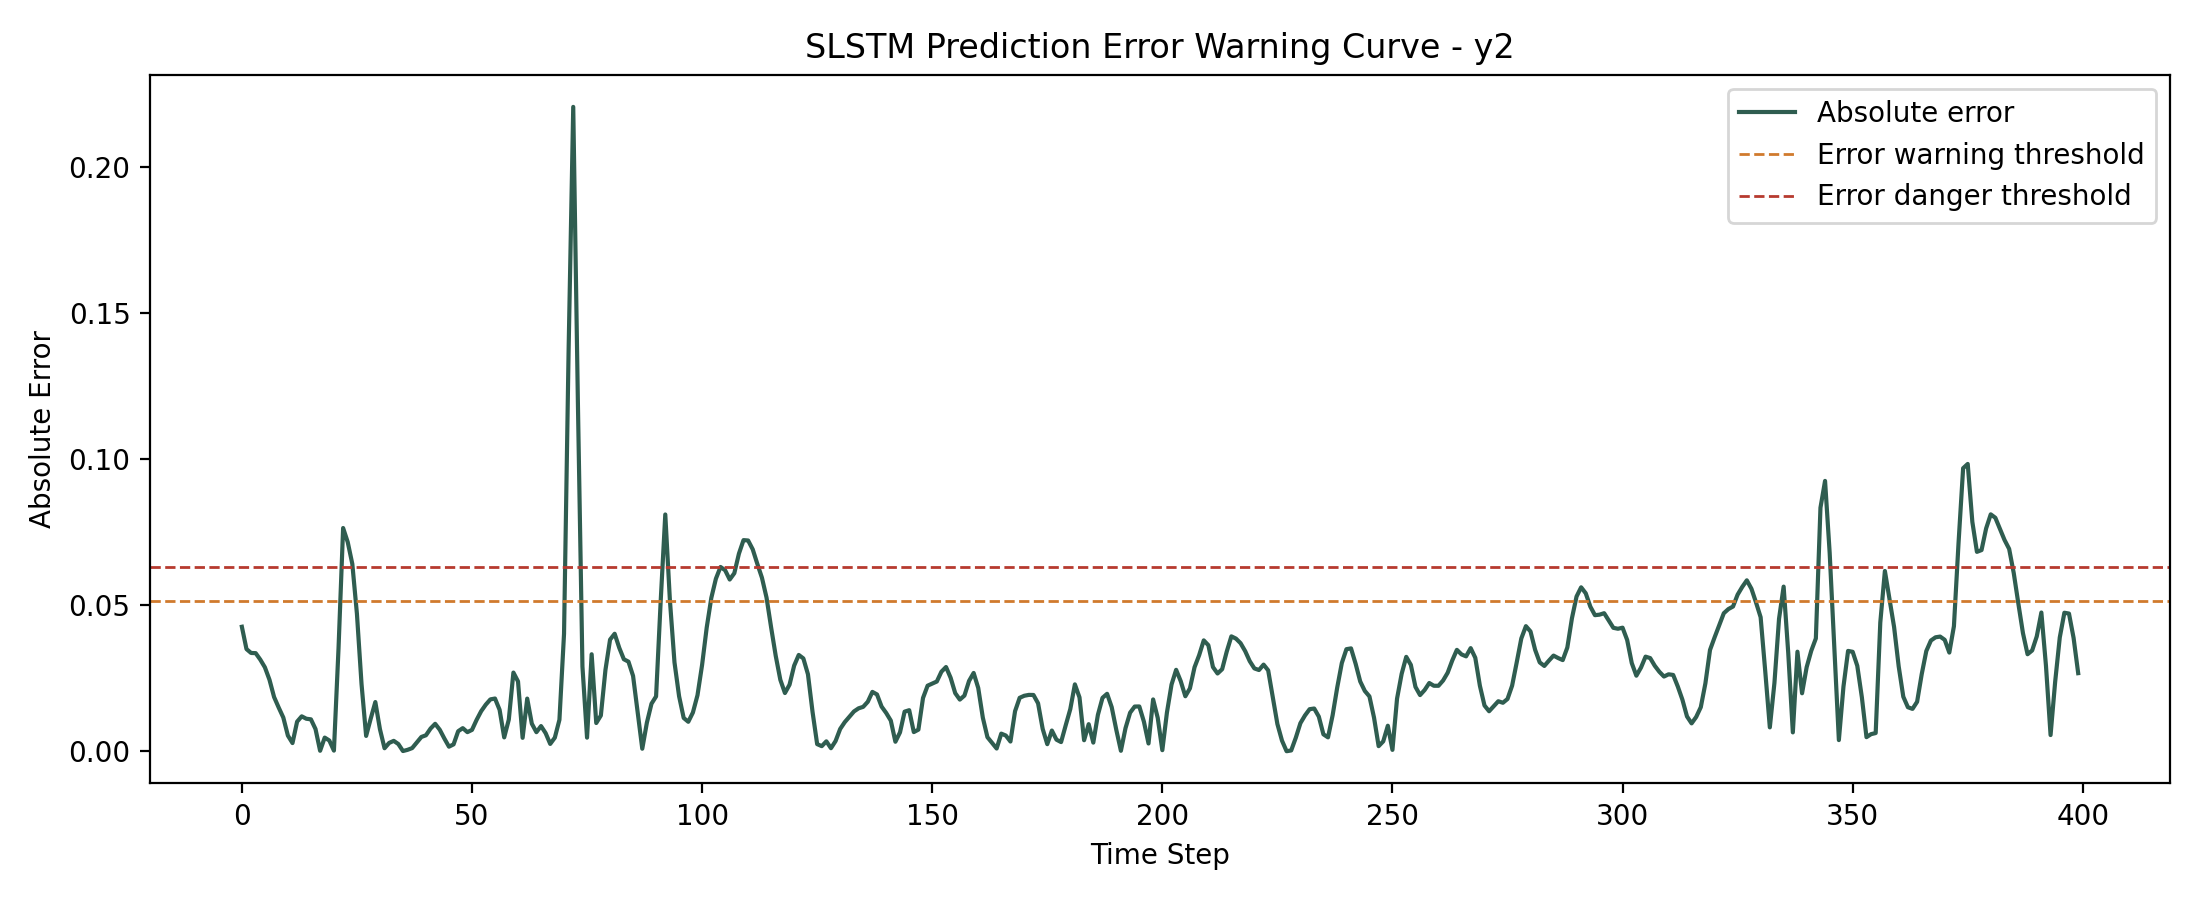 SLSTM Prediction Error Warning Curve - y2
Absolute error
Error warning threshold
Error danger threshold
Absolute Error
0.20
0.15
0.10
0.05
0.00
0 50 100 150 200 250 300 350 400
Time Step